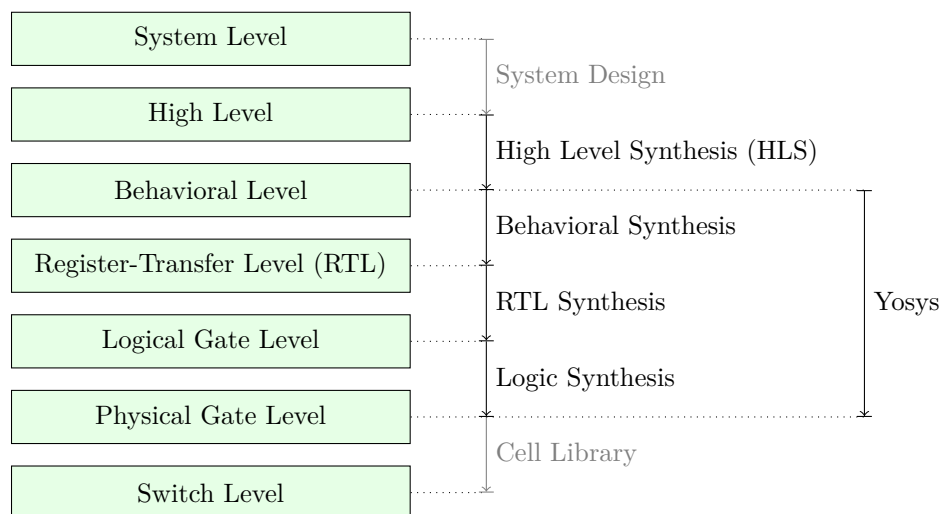 System Level
System Design
High Level
High Level Synthesis (HLS)
Behavioral Level
Behavioral Synthesis
Register-Transfer Level (RTL)
RTL Synthesis
Yosys
Logical Gate Level
Logic Synthesis
Physical Gate Level
Cell Library
Switch Level